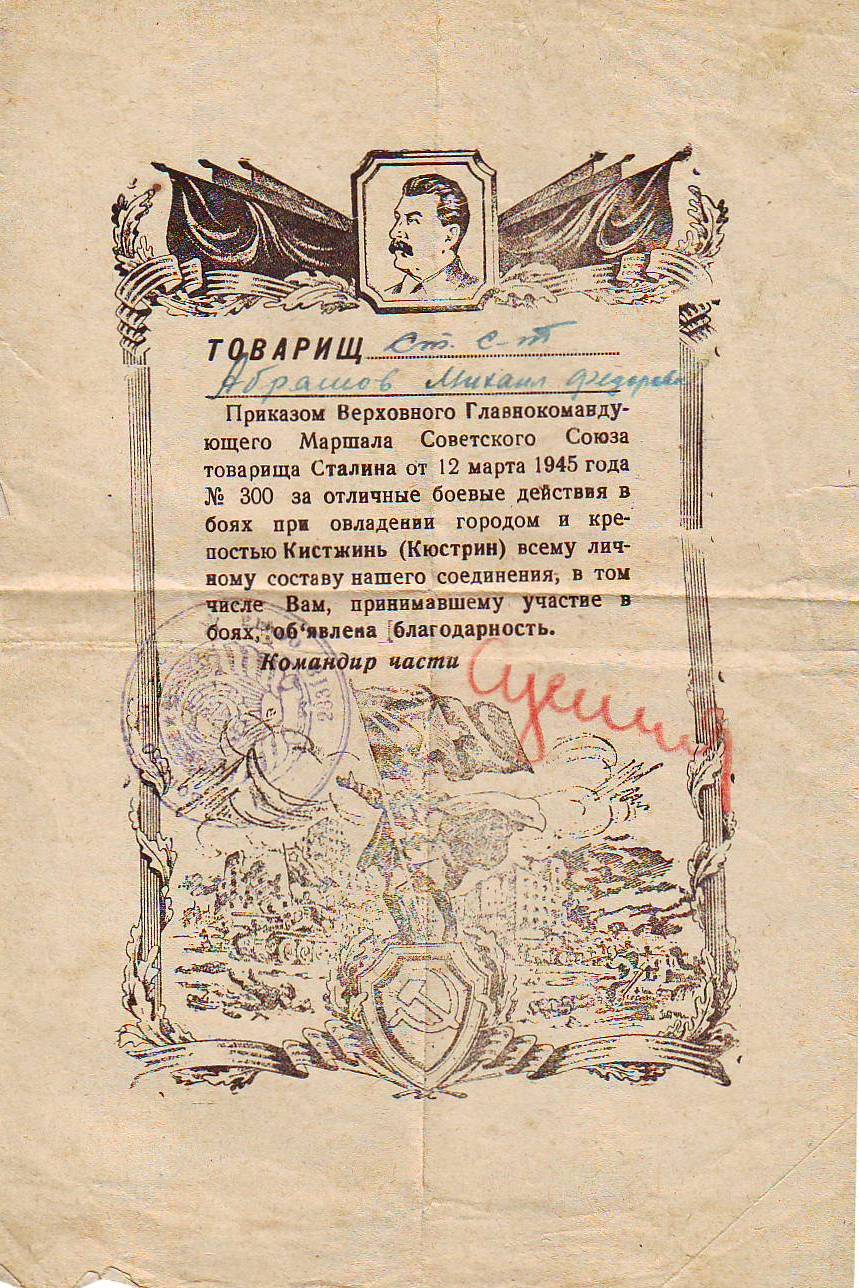 ТОВАРИЩ ст. с-т
Абрамов Михаил Федоров
Приказом Верховного Главнокоманду-
ющего Маршала Советского Союза
товарища Сталина от 12 марта 1945 года
№ 300 за отличные боевые действия в
боях при овладении городом и кре-
постью Кистжинь (Кюстрин) всему лич-
ному составу нашего соединения, в том
числе Вам, принимавшему участие в
боях, об‘явлена благодарность.
Командир части